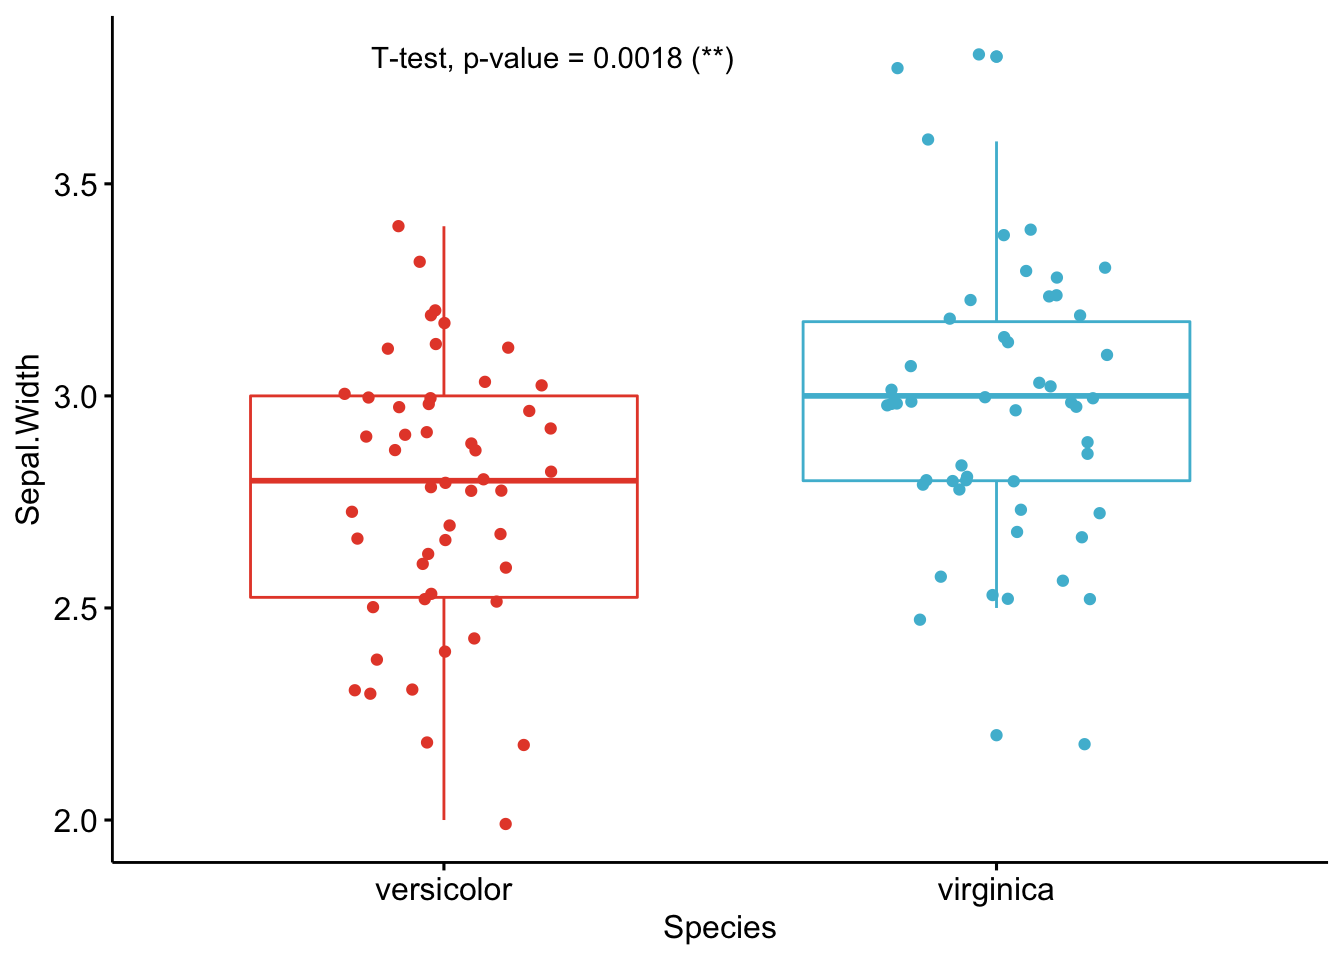 T-test, p-value = 0.0018 (**)
3.5
3.0
2.5
2.0
Sepal.Width
versicolor
virginica
Species